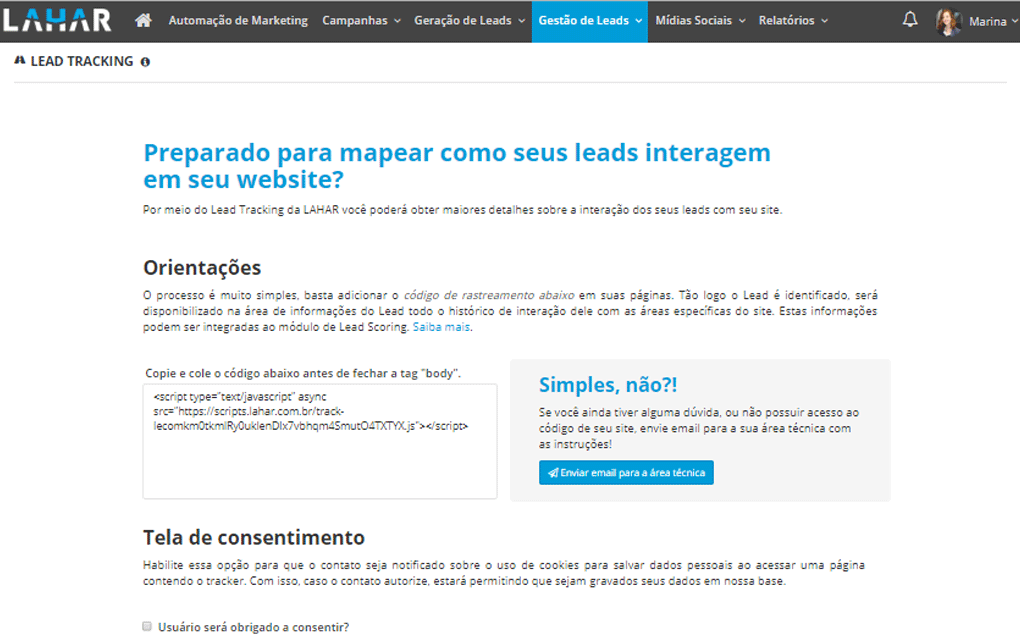 LAHAR Automação de Marketing Campanhas Geração de Leads Gestão de Leads Mídias Sociais Relatórios Marina
LEAD TRACKING
Preparado para mapear como seus leads interagem
em seu website?
Por meio do Lead Tracking da LAHAR você poderá obter maiores detalhes sobre a interação dos seus leads com seu site.
Orientações
O processo é muito simples, basta adicionar o código de rastreamento abaixo em suas páginas. Tão logo o Lead é identificado, será
disponibilizado na área de informações do Lead todo o histórico de interação dele com as áreas específicas do site. Estas informações
podem ser integradas ao módulo de Lead Scoring. Saiba mais.
Copie e cole o código abaixo antes de fechar a tag "body".
<script type="text/javascript" async
src="https://scripts.lahar.com.br/track-
></script>
Simples, não?!
Se você ainda tiver alguma dúvida, ou não possuir acesso ao
código de seu site, envie email para a sua área técnica com
as instruções!
Enviar email para a área técnica
Tela de consentimento
Habilite essa opção para que o contato seja notificado sobre o uso de cookies para salvar dados pessoais ao acessar uma página
contendo o tracker. Com isso, caso o contato autorize, estará permitindo que sejam gravados seus dados em nossa base.
Usuário será obrigado a consentir?